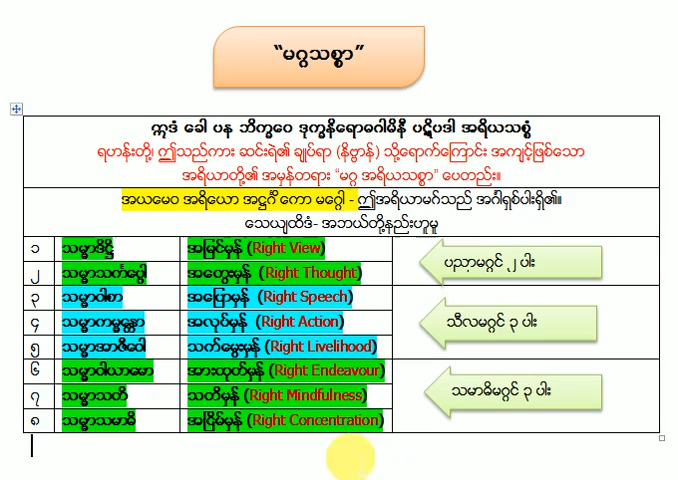 “မဂ္ဂသစ္စာ”
ဣဒံ ခေါ ပန ဘိက္ခဝေ ဒုက္ခနိရောဓဂါမိနီ ပဋိပဒါ အရိယသစ္စံ
ရဟန်းတို့၊ ဤသည်ကား ဆင်းရဲ၏ ချုပ်ရာ (နိဗ္ဗာန်) သို့ရောက်ကြောင်း အကျင့်ဖြစ်သော
အရိယာတို့၏ အမှန်တရား “မဂ္ဂ အရိယသစ္စာ” ပေတည်း။
အယမေဝ အရိယော အဋ္ဌင်္ဂိ ကော မဂ္ဂေါ - ဤအရိယာမဂ်သည် အင်္ဂါရှစ်ပါးရှိ၏။
သေယျထိဒံ- အဘယ်တို့နည်းဟူမူ
၁ သမ္မာဒိဋ္ဌိ အမြင်မှန် (Right View)
၂ သမ္မာသင်္ကပ္ပေါ အတွေးမှန် (Right Thought)
ပညာမဂ္ဂင် ၂ ပါး
၃ သမ္မာဝါစာ အပြောမှန် (Right Speech)
၄ သမ္မာကမ္မန္တော အလုပ်မှန် (Right Action)
၅ သမ္မာအာဇီဝေါ သက်မွေးမှန် (Right Livelihood)
သီလမဂ္ဂင် ၃ ပါး
၆ သမ္မာဝါယာမော အားထုတ်မှန် (Right Endeavour)
၇ သမ္မာသတိ သတိမှန် (Right Mindfulness)
၈ သမ္မာသမာဓိ အငြိမ်မှန် (Right Concentration)
သမာဓိမဂ္ဂင် ၃ ပါး